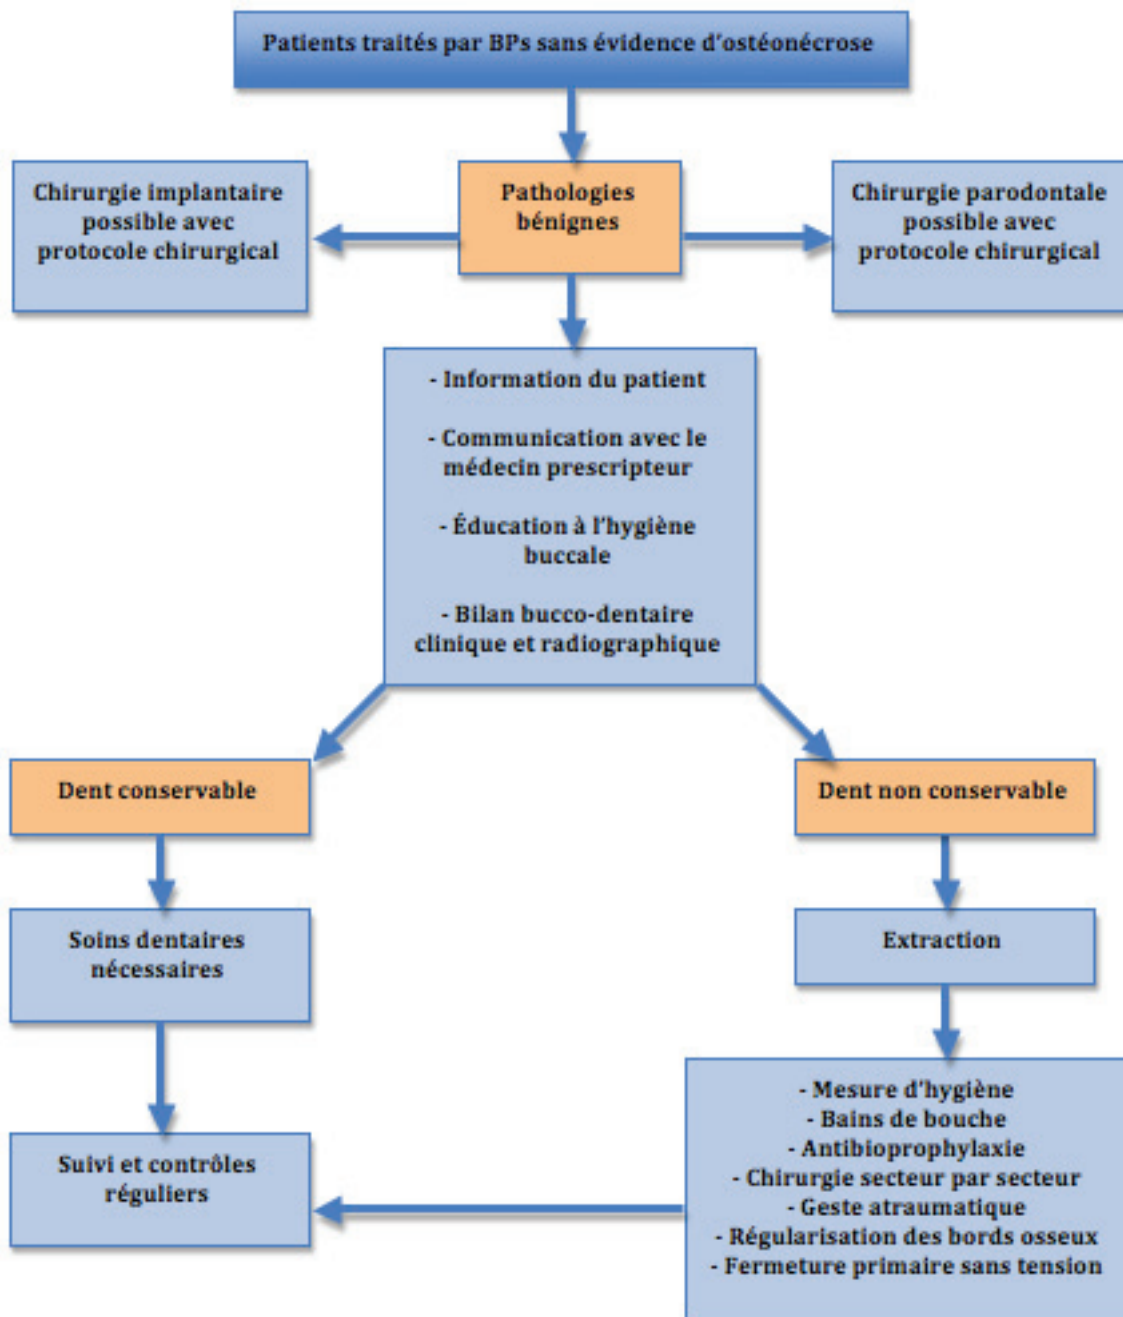 Patients traités par BPs sans évidence d'ostéonécrose
Chirurgie implantaire
possible avec
protocole chirurgical
Pathologies
bénignes
Chirurgie parodontale
possible avec
protocole chirurgical
- Information du patient
- Communication avec le
médecin prescripteur
- Éducation à l'hygiène
buccale
- Bilan bucco-dentaire
clinique et radiographique
Dent conservable
Dent non conservable
Soins dentaires
nécessaires
Extraction
Suivi et contrôles
réguliers
- Mesure d'hygiène
- Bains de bouche
- Antibioprophylaxie
- Chirurgie secteur par secteur
- Geste atraumatique
- Régularisation des bords osseux
- Fermeture primaire sans tension